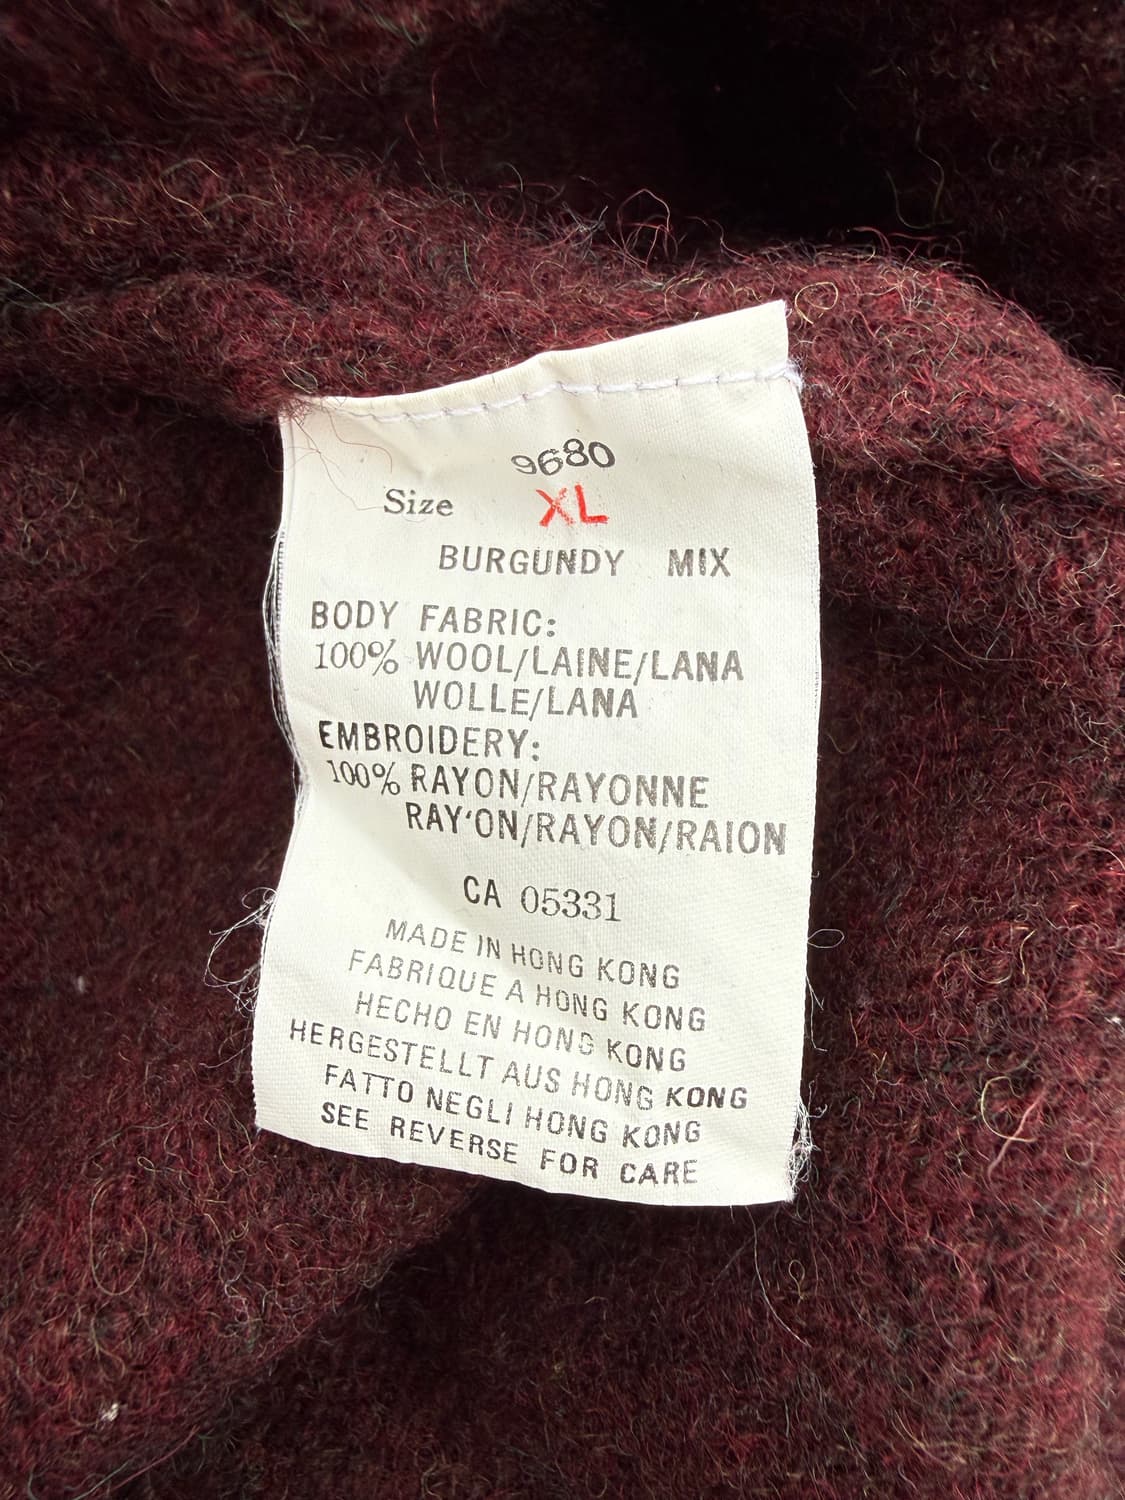 9680
Size XL
BURGUNDY MIX
BODY FABRIC:
100% WOOL/LAINE/LANA
WOLLE/LANA
EMBROIDERY:
100% RAYON/RAYONNE
RAY'ON/RAYON/RAION
CA 05331
MADE IN HONG KONG
FABRIQUE A HONG KONG
HECHO EN HONG KONG
HERGESTELLT AUS HONG KONG
FATTO NEGLI HONG KONG
SEE REVERSE FOR CARE